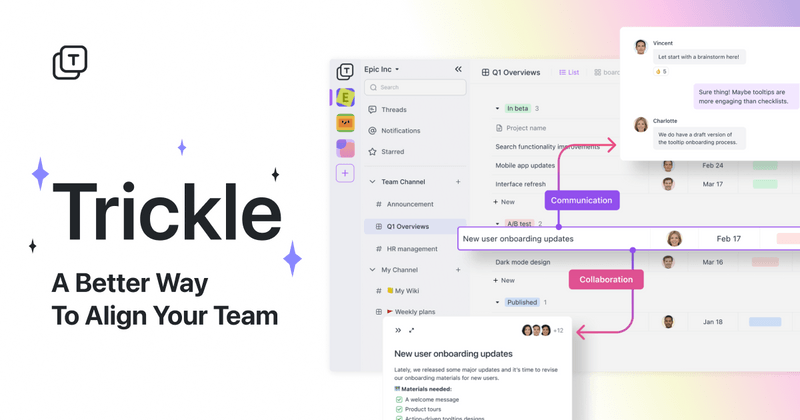 T
Trickle
A Better Way
To Align Your Team
T
E
Epic Inc
Search
Threads
Notifications
Starred
Team Channel
# Announcement
Q1 Overviews
# HR management
My Channel
# My Wiki
Weekly plans
Q1 Overviews
List
board
In beta 3
Project name
Search functionality improvements
Mobile app updates
Feb 24
Interface refresh
Mar 17
+ New
Communication
A/B test 2
New user onboarding updates
Feb 17
Dark mode design
Mar 16
+ New
Collaboration
Published 1
Jan 18
Vincent
Let start with a brainstorm here!
👍 5
Sure thing! Maybe tooltips
are more engaging than checklists.
Charlotte
We do have a draft version of
the tooltip onboarding process.
+12
New user onboarding updates
Lately, we released some major updates and it's time to revise
our onboarding materials for new users.
Materials needed:
A welcome message
Product tours
Action-driven tooltip designs